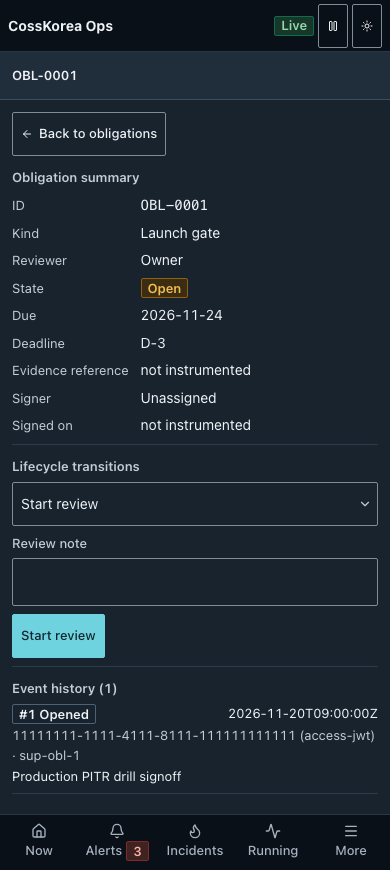 CossKorea Ops
Live
OBL-0001
← Back to obligations
Obligation summary
ID OBL-0001
Kind Launch gate
Reviewer Owner
State Open
Due 2026-11-24
Deadline D-3
Evidence reference not instrumented
Signer Unassigned
Signed on not instrumented
Lifecycle transitions
Start review
Review note
Start review
Event history (1)
#1 Opened 2026-11-20T09:00:00Z
11111111-1111-4111-8111-111111111111 (access-jwt)
· sup-obl-1
Production PITR drill signoff
Now Alerts 3 Incidents Running More